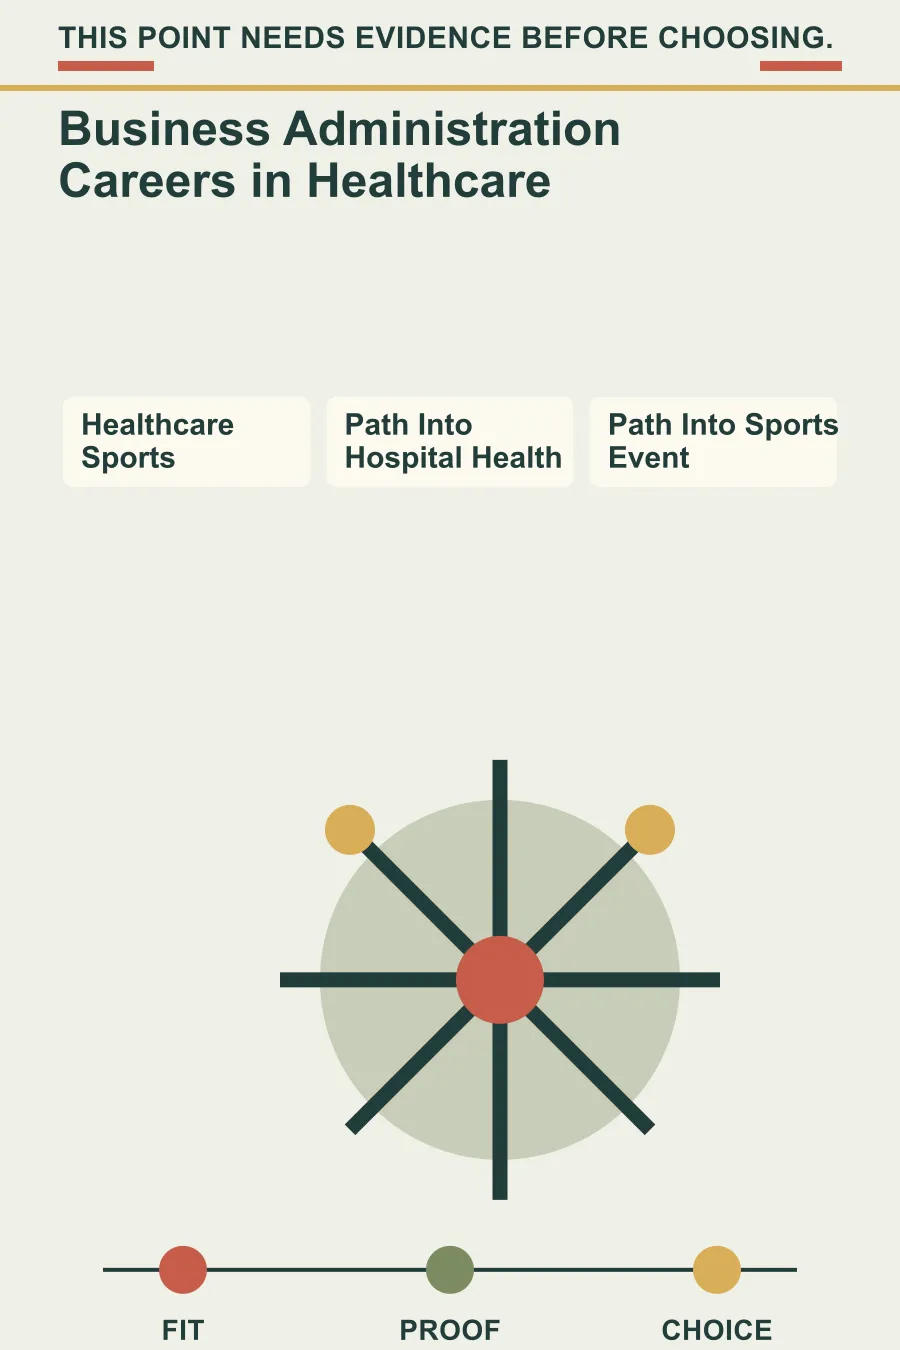 THIS POINT NEEDS EVIDENCE BEFORE CHOOSING.
Business Administration
Careers in Healthcare
Healthcare
Sports
Path Into
Hospital Health
Path Into Sports
Event
FIT
PROOF
CHOICE